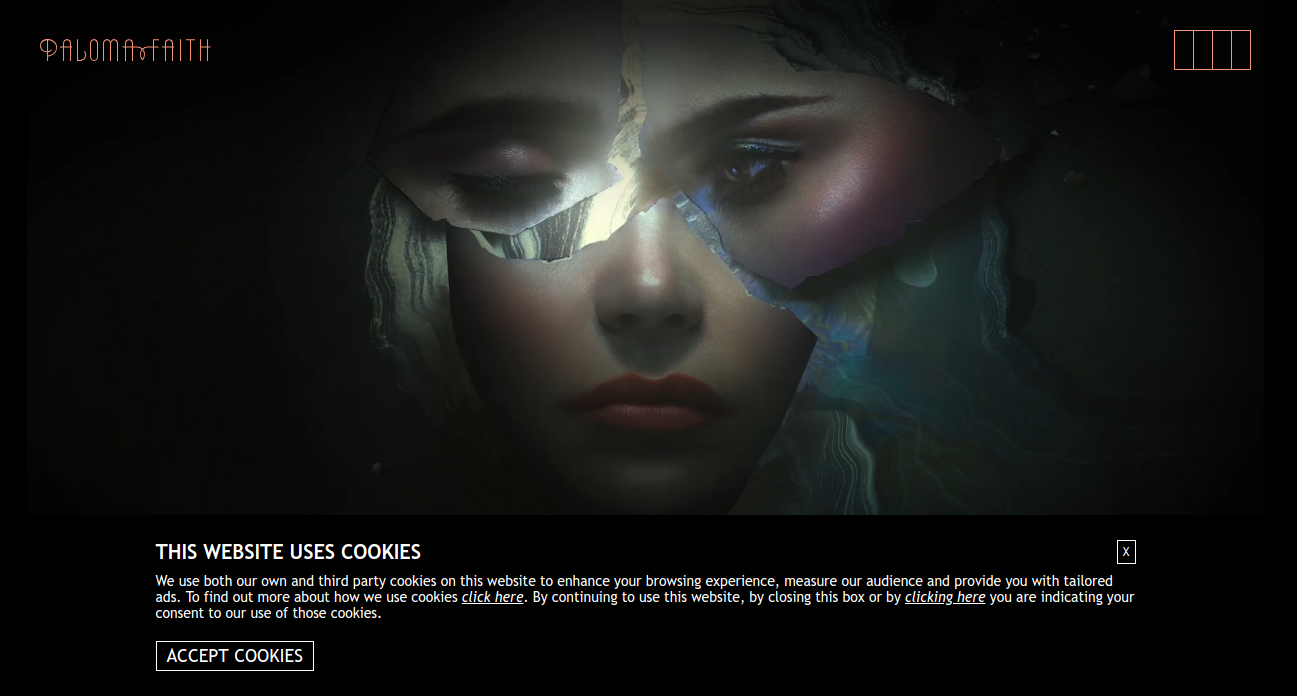 PALOMA FAITH
THIS WEBSITE USES COOKIES
X
We use both our own and third party cookies on this website to enhance your browsing experience, measure our audience and provide you with tailored
ads. To find out more about how we use cookies click here. By continuing to use this website, by closing this box or by clicking here you are indicating your
consent to our use of those cookies.
ACCEPT COOKIES